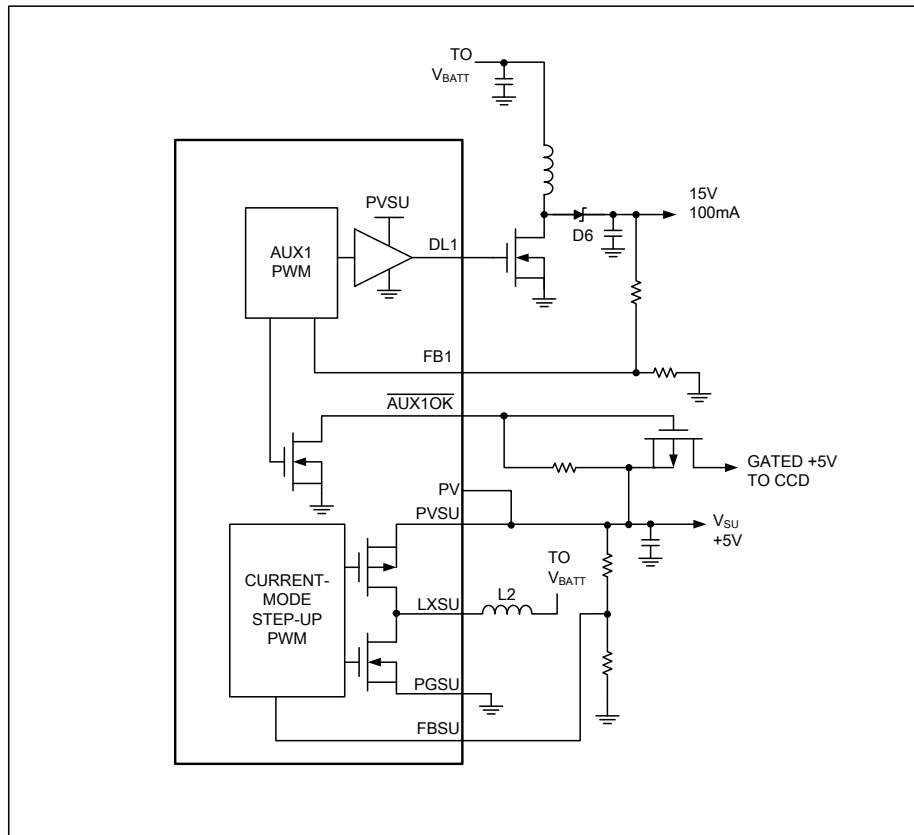 TO
VBATT
15V
100mA
D6
PVSU
DL1
AUX1
PWM
FB1
AUX1OK
GATED +5V
TO CCD
PV
PVSU
VSU
+5V
TO
VBATT
L2
LXSU
CURRENT-
MODE
STEP-UP
PWM
PGSU
FBSU